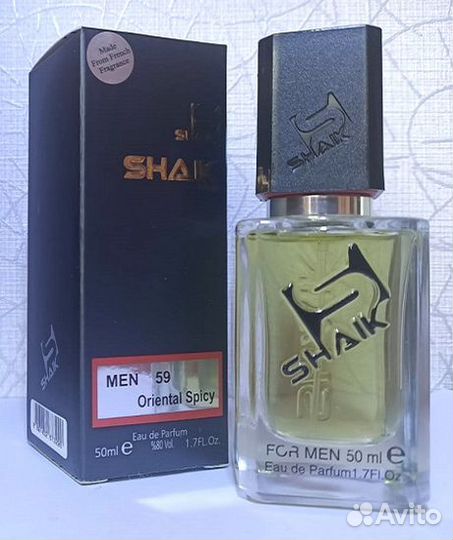 Made
From French
Fragrance
SHAIK
MEN 59
Oriental Spicy
Eau de Parfum
50ml e %80 Vol. 1.7Fl.Oz.
SHAIK
SHAIK
FOR MEN 50 ml e
Eau de Parfum1.7Fl.Oz
Avito